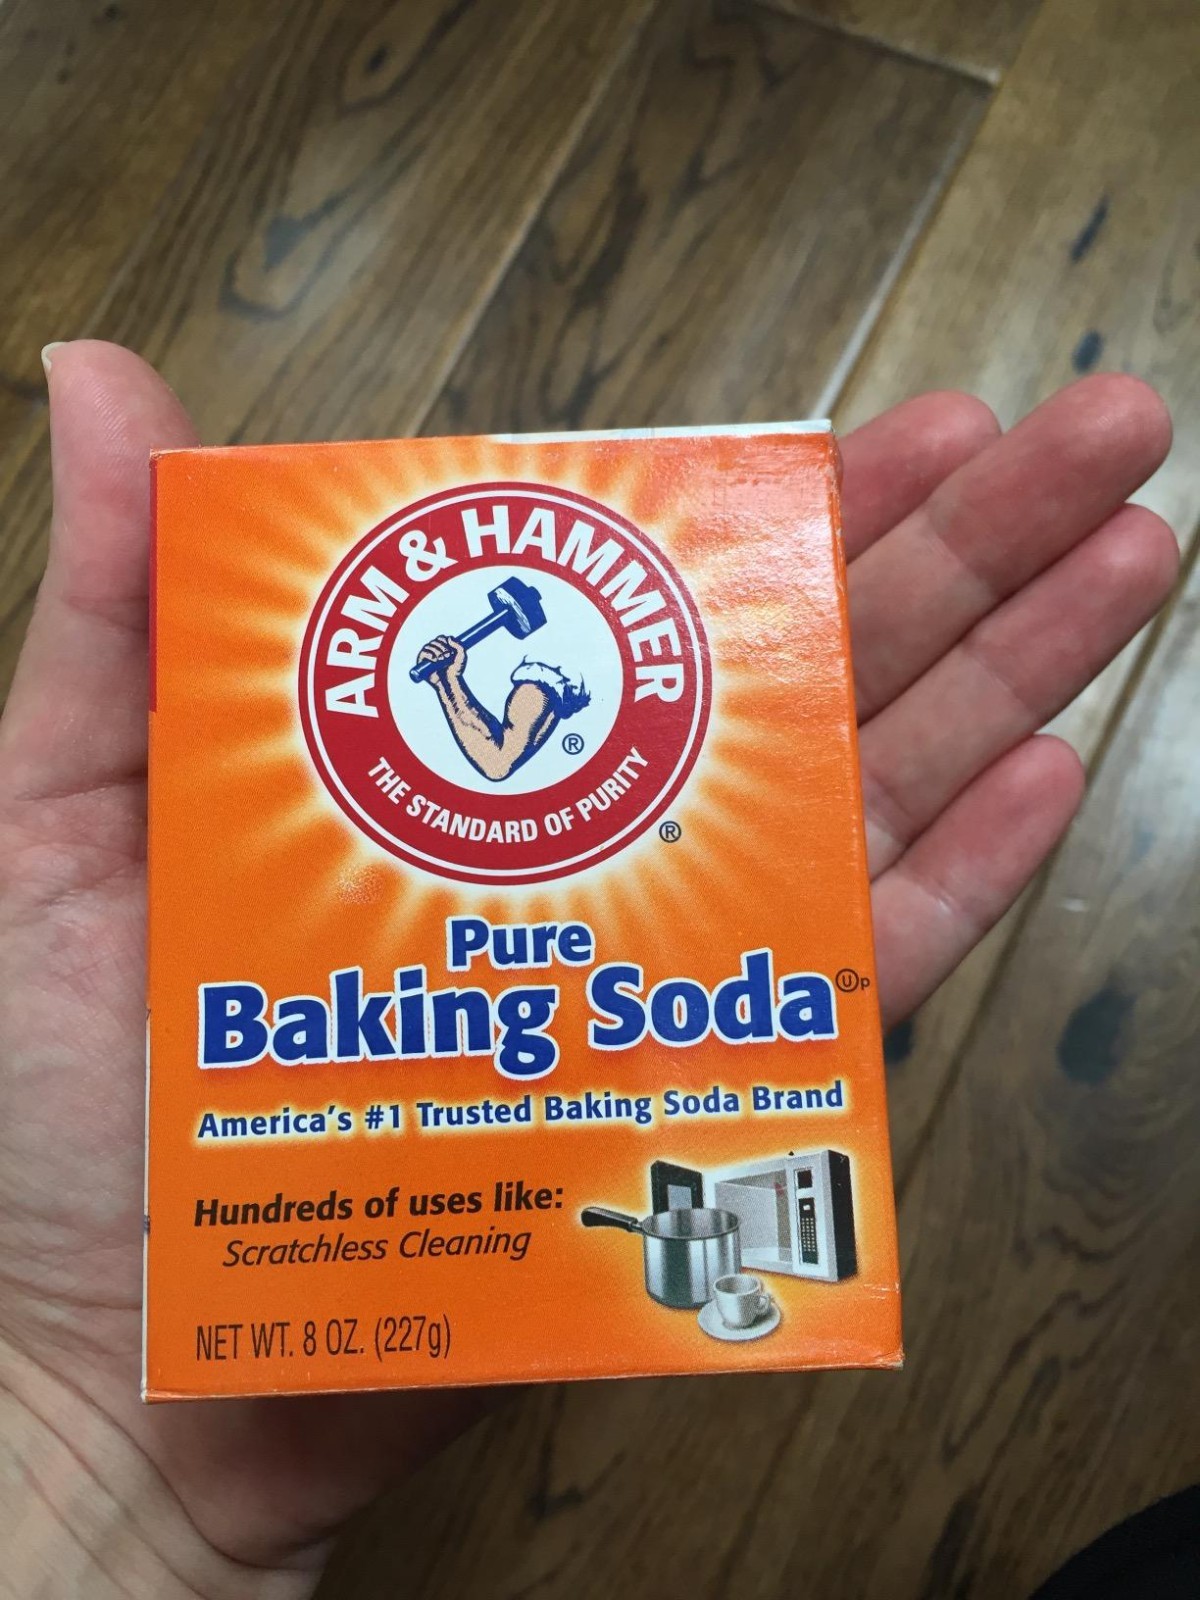 ARM & HAMMER
®
THE STANDARD OF PURITY
®
Pure
Baking Soda Ⓤp
America's #1 Trusted Baking Soda Brand
Hundreds of uses like:
Scratchless Cleaning
NET WT. 8 OZ. (227g)